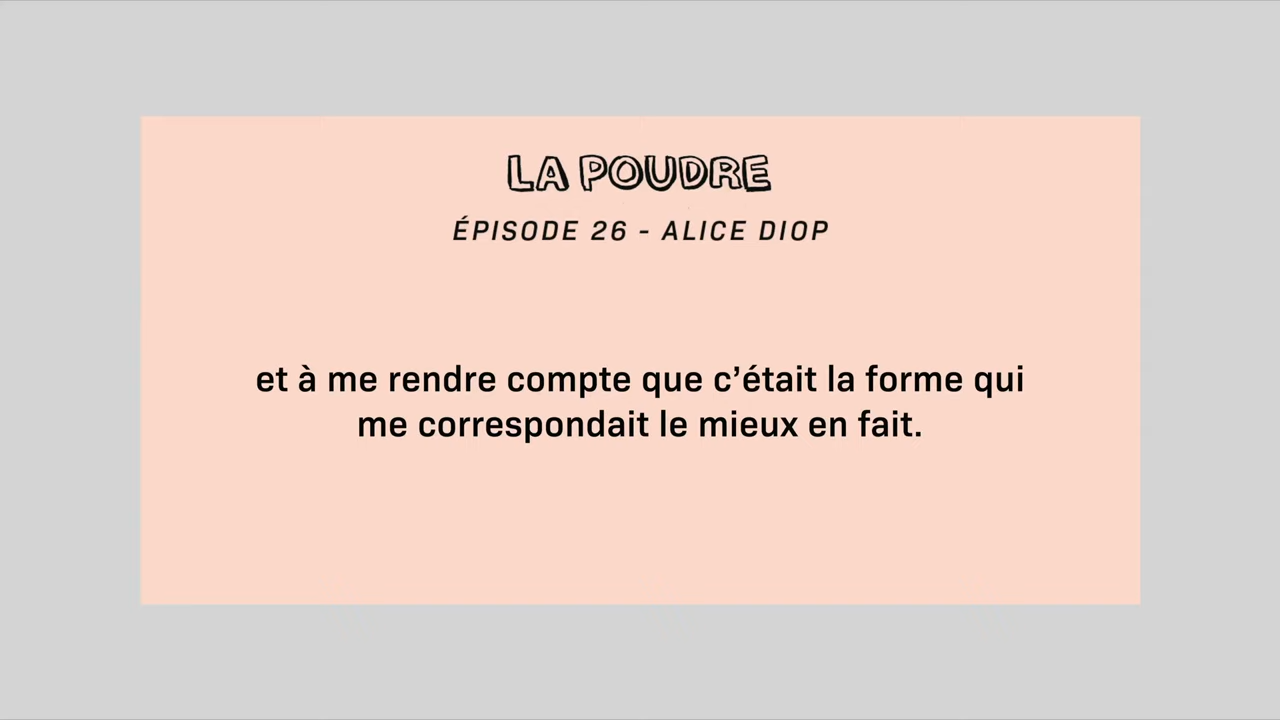 LA POUDRE
ÉPISODE 26 - ALICE DIOP
et à me rendre compte que c’était la forme qui
me correspondait le mieux en fait.